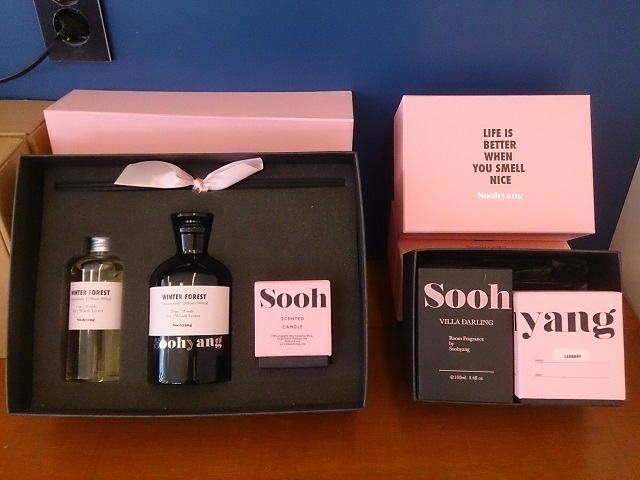 WINTER FOREST
Soohyang
WINTER FOREST
Soohyang
Soohyang
Sooh
SCENTED
CANDLE
LIFE IS
BETTER
WHEN
YOU SMELL
NICE
Soohyang
Sooh
VILLA DARLING
Room Fragrance
by
Soohyang
yang
LAUNDRY